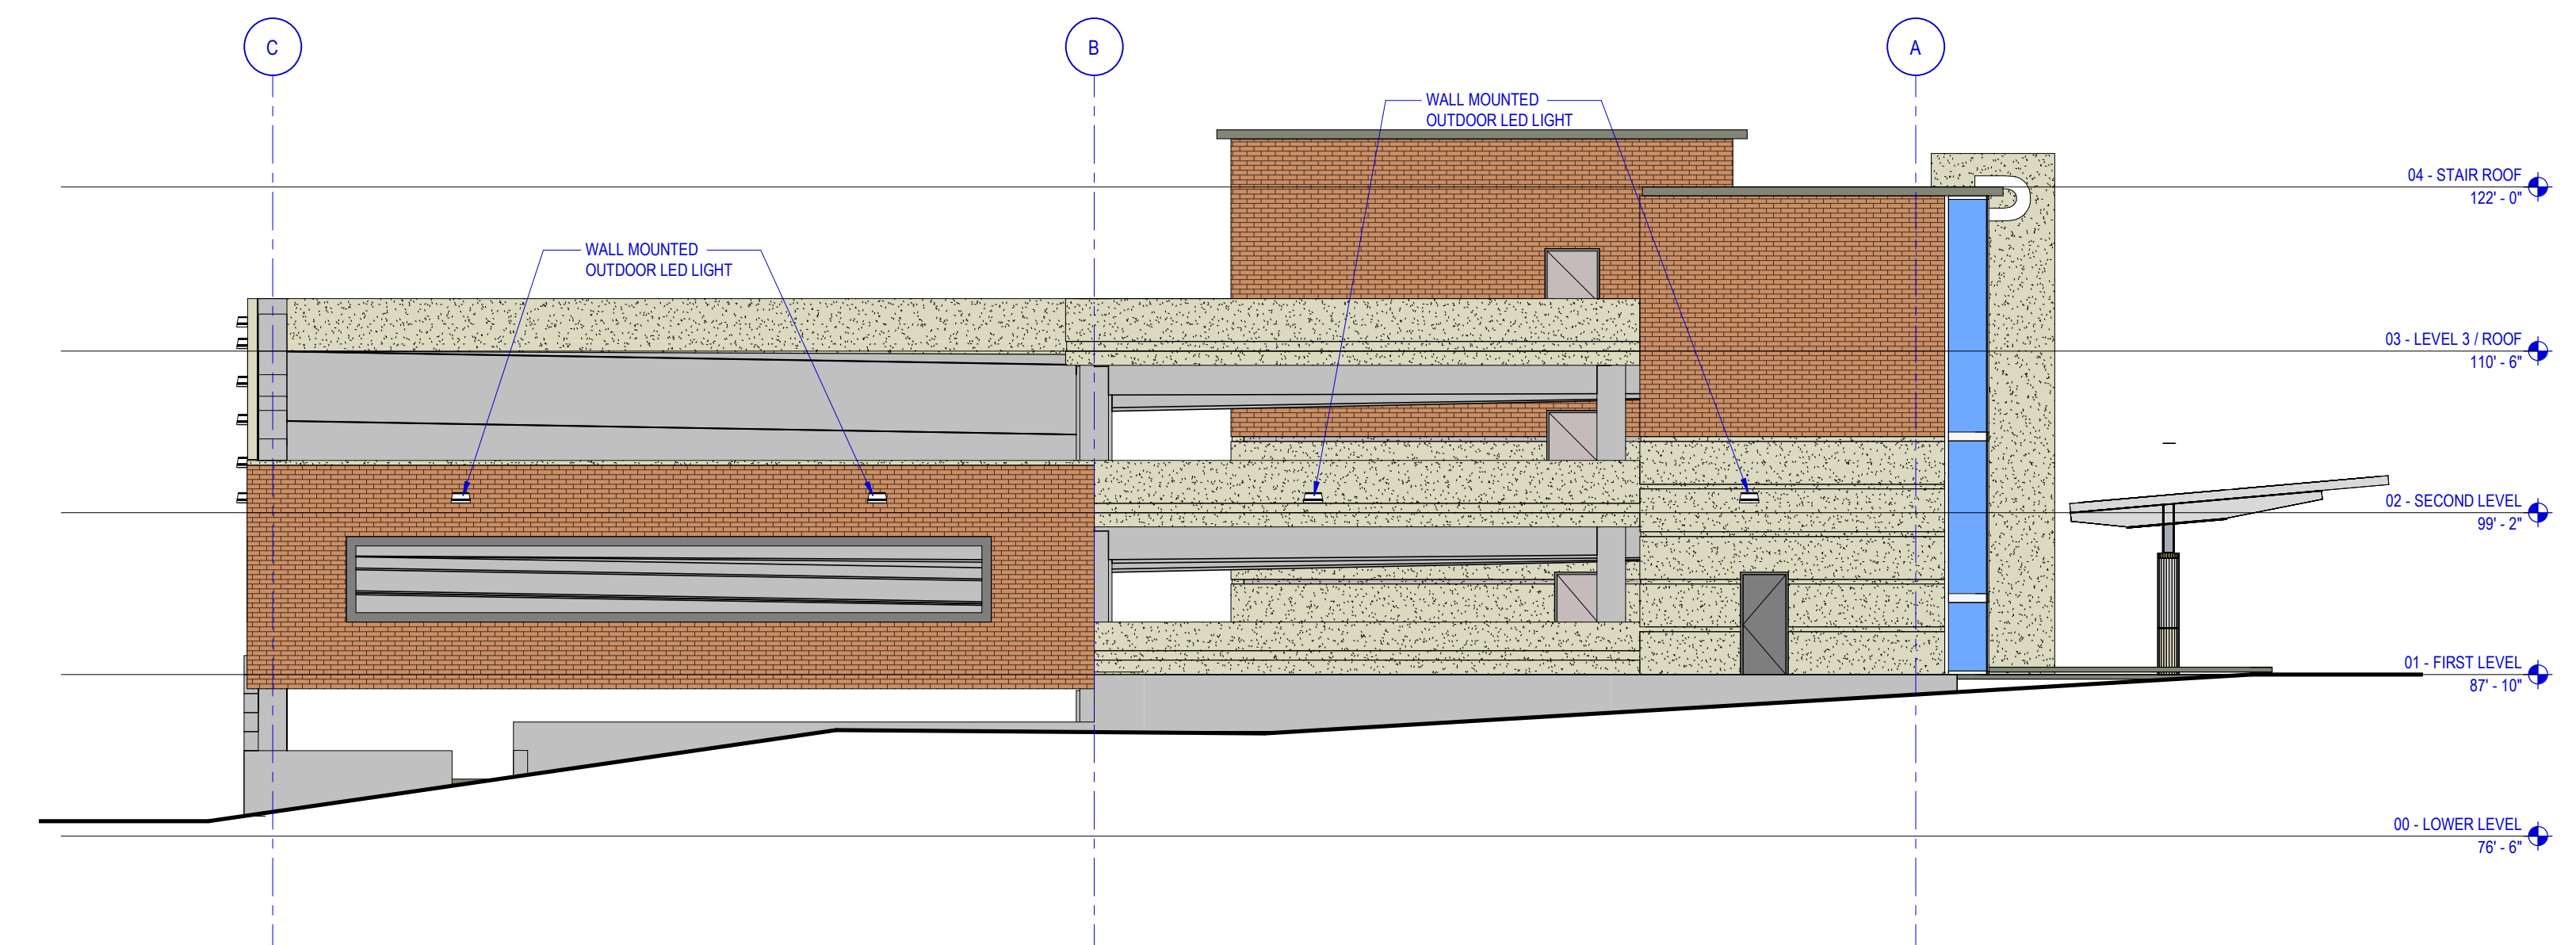 C
B
A
WALL MOUNTED
OUTDOOR LED LIGHT
04 - STAIR ROOF
122' - 0"
P
WALL MOUNTED
OUTDOOR LED LIGHT
03 - LEVEL 3 / ROOF
110' - 6"
02 - SECOND LEVEL
99' - 2"
01 - FIRST LEVEL
87' - 10"
00 - LOWER LEVEL
76' - 6"